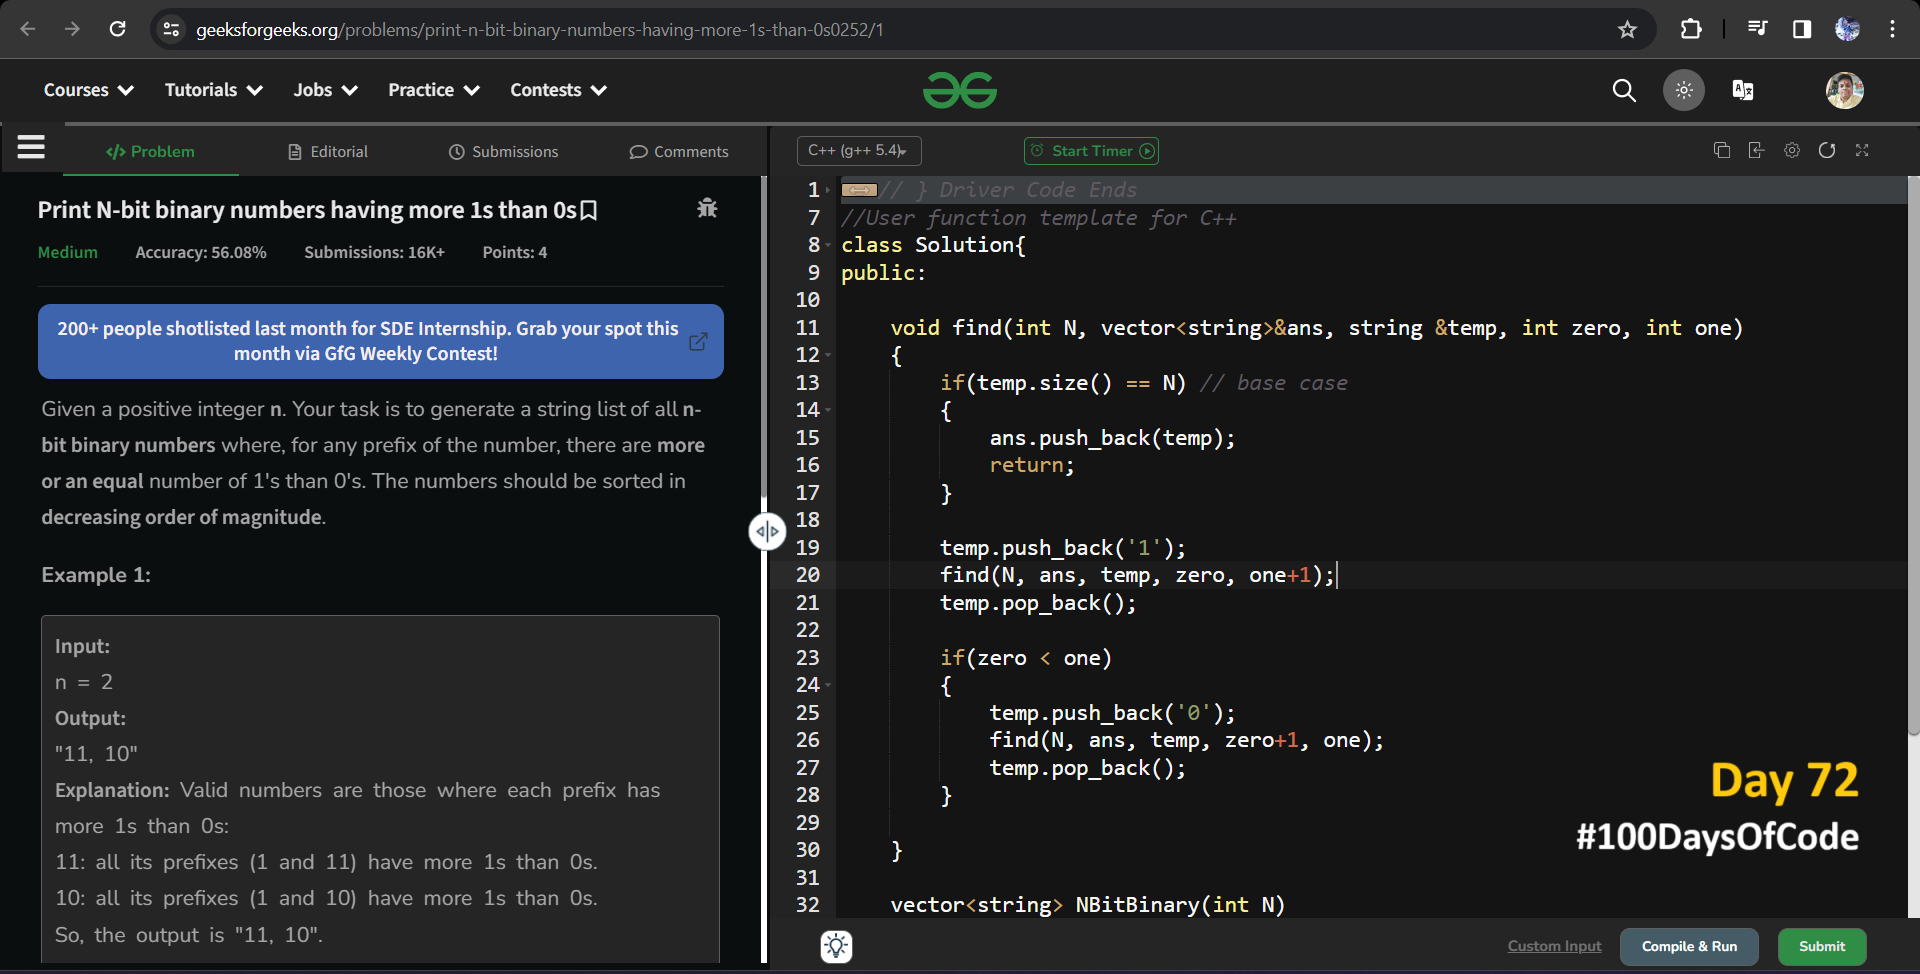 geeksforgeeks.org/problems/print-n-bit-binary-numbers-having-more-1s-than-0s0252/1
Courses Tutorials Jobs Practice Contests
</> Problem Editorial Submissions Comments
Print N-bit binary numbers having more 1s than 0s
Medium Accuracy: 56.08% Submissions: 16K+ Points: 4
200+ people shotlisted last month for SDE Internship. Grab your spot this
month via GfG Weekly Contest!
Given a positive integer n. Your task is to generate a string list of all n-
bit binary numbers where, for any prefix of the number, there are more
or an equal number of 1's than 0's. The numbers should be sorted in
decreasing order of magnitude.
Example 1:
Input:
n = 2
Output:
"11, 10"
Explanation: Valid numbers are those where each prefix has
more 1s than 0s:
11: all its prefixes (1 and 11) have more 1s than 0s.
10: all its prefixes (1 and 10) have more 1s than 0s.
So, the output is "11, 10".
C++ (g++ 5.4) Start Timer
1 // } Driver Code Ends
7 //User function template for C++
8 class Solution{
9 public:
10
11 void find(int N, vector<string>&ans, string &temp, int zero, int one)
12 {
13 if(temp.size() == N) // base case
14 {
15 ans.push_back(temp);
16 return;
17 }
18
19 temp.push_back('1');
20 find(N, ans, temp, zero, one+1);
21 temp.pop_back();
22
23 if(zero < one)
24 {
25 temp.push_back('0');
26 find(N, ans, temp, zero+1, one);
27 temp.pop_back();
28 }
29
30 }
31
32 vector<string> NBitBinary(int N)
Day 72
#100DaysOfCode
Custom Input Compile & Run Submit